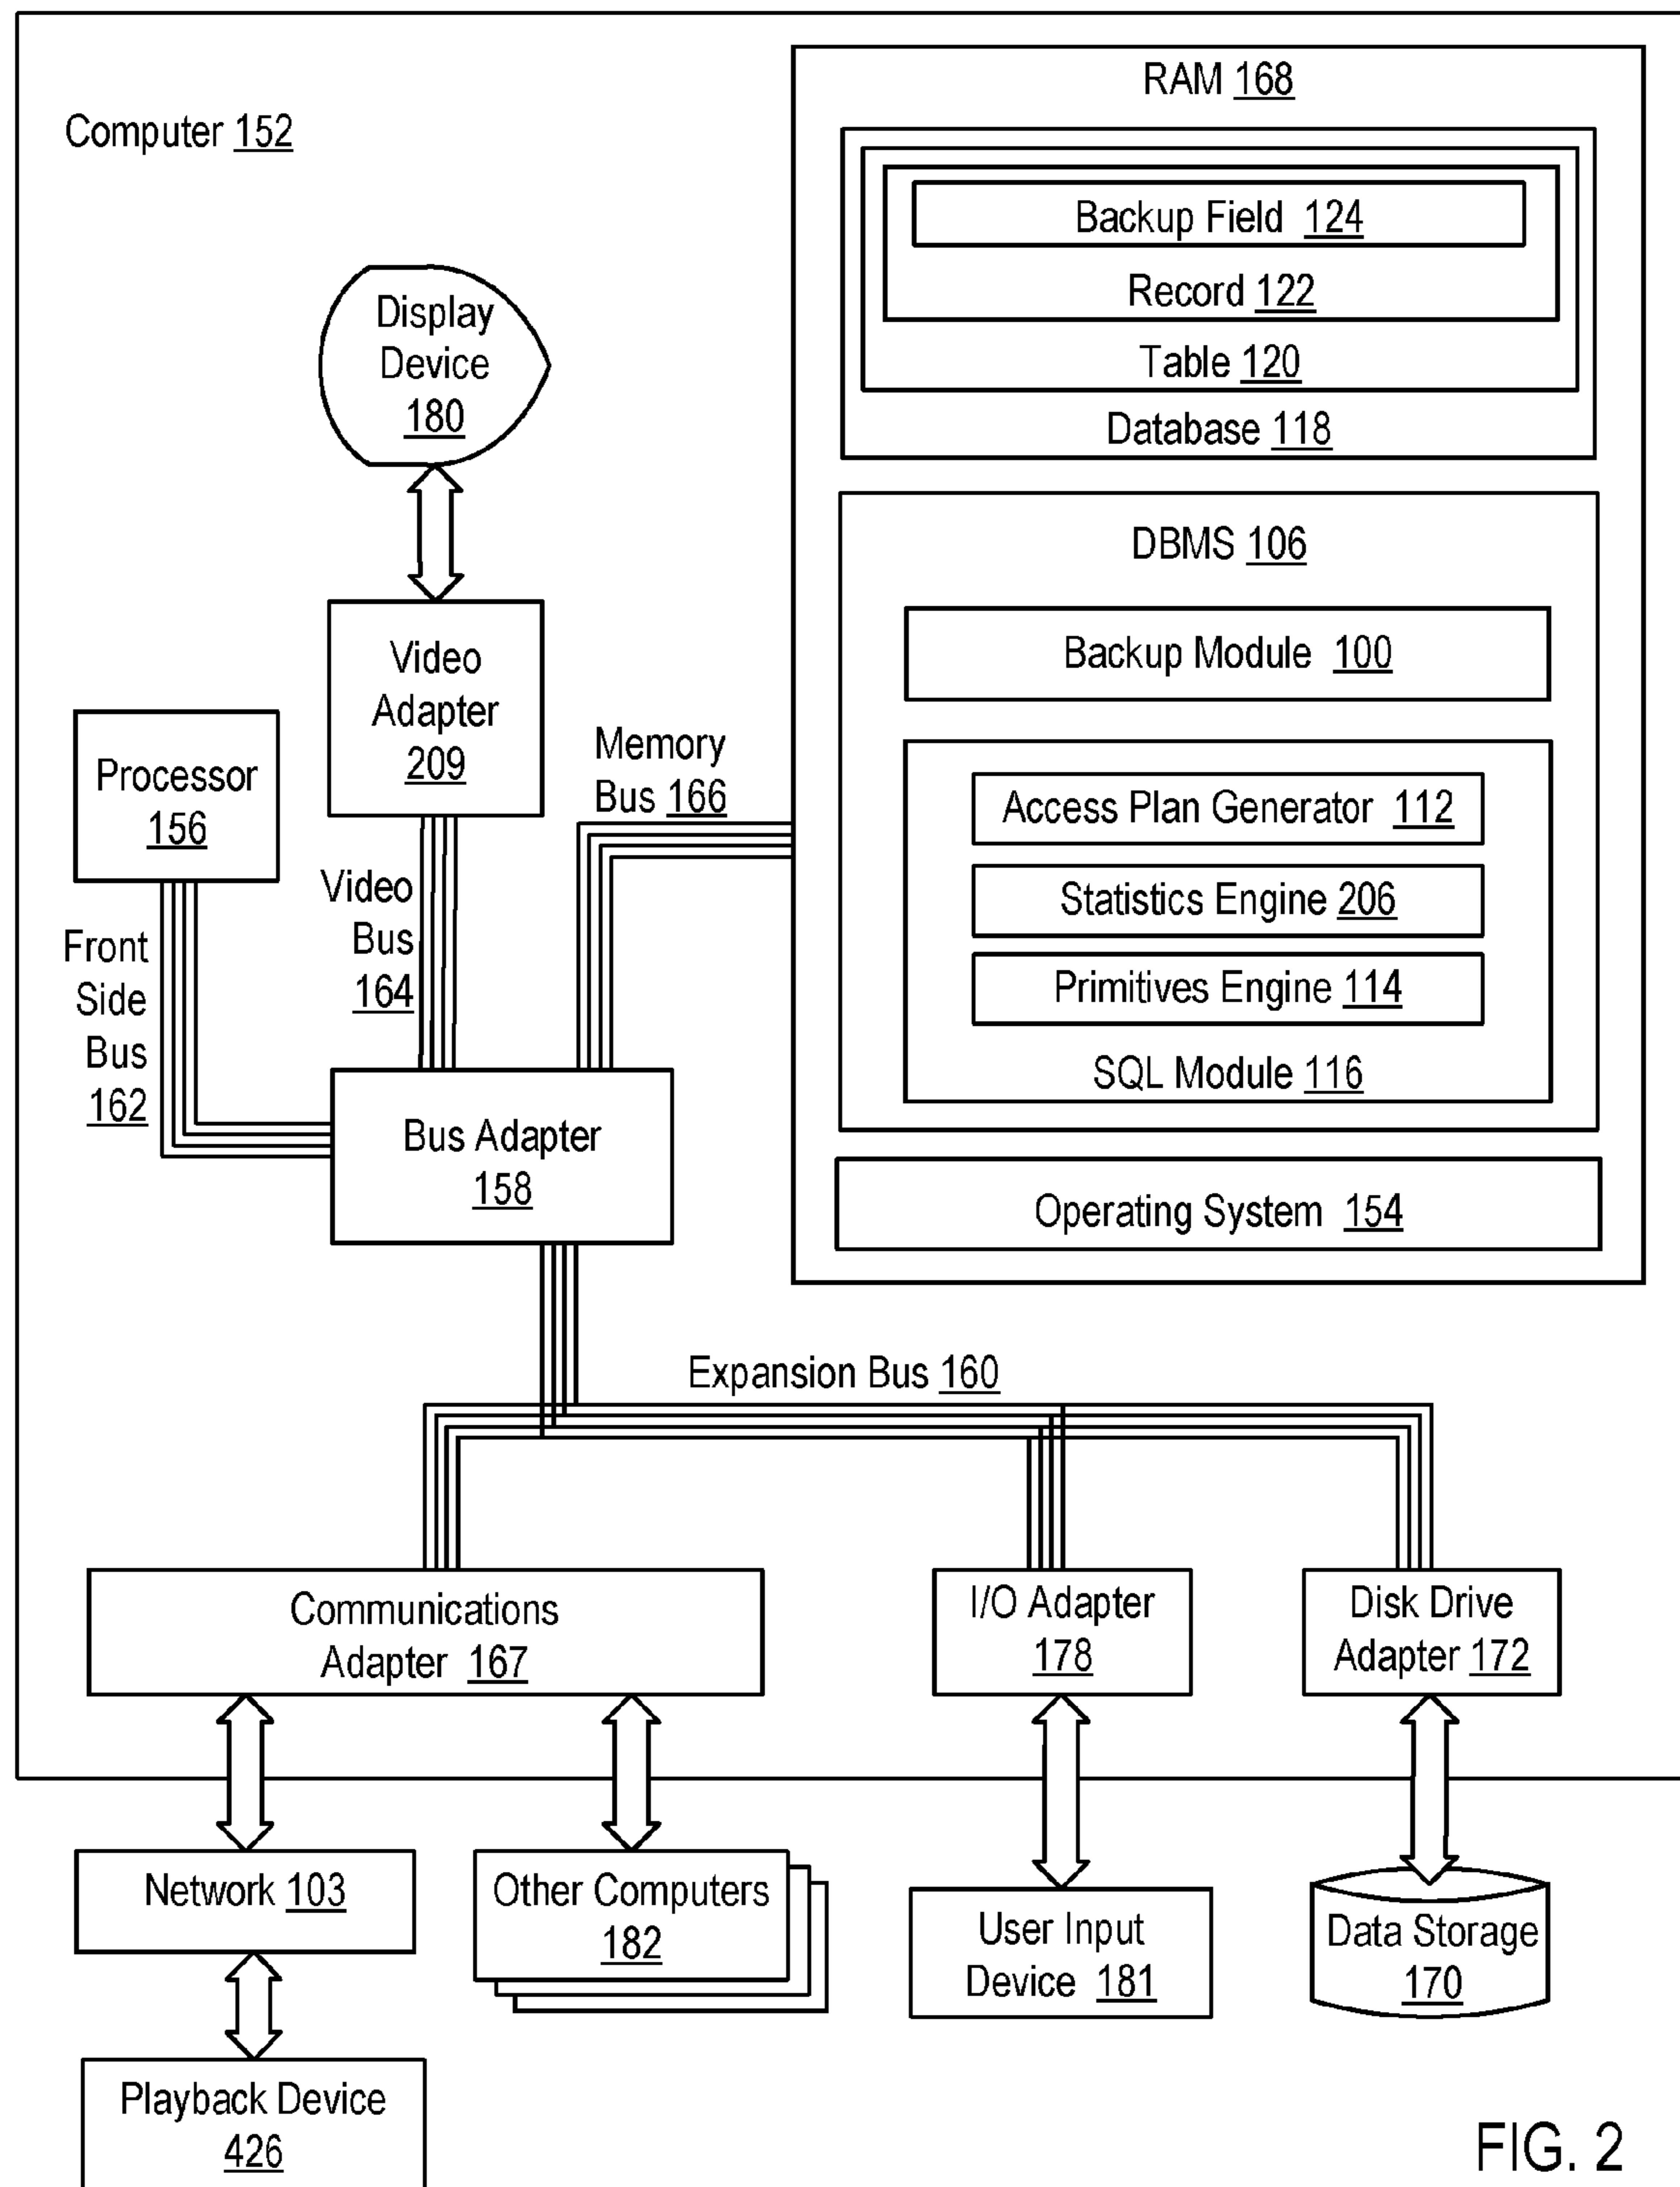 Computer 152
RAM 168
Backup Field 124
Record 122
Table 120
Database 118
Display
Device
180
DBMS 106
Backup Module 100
Video
Adapter
209
Processor
156
Memory
Bus 166
Access Plan Generator 112
Statistics Engine 206
Primitives Engine 114
SQL Module 116
Video
Bus
164
Front
Side
Bus
162
Bus Adapter
158
Operating System 154
Expansion Bus 160
Communications
Adapter 167
I/O Adapter
178
Disk Drive
Adapter 172
Network 103
Other Computers
182
User Input
Device 181
Data Storage
170
Playback Device
426
FIG. 2